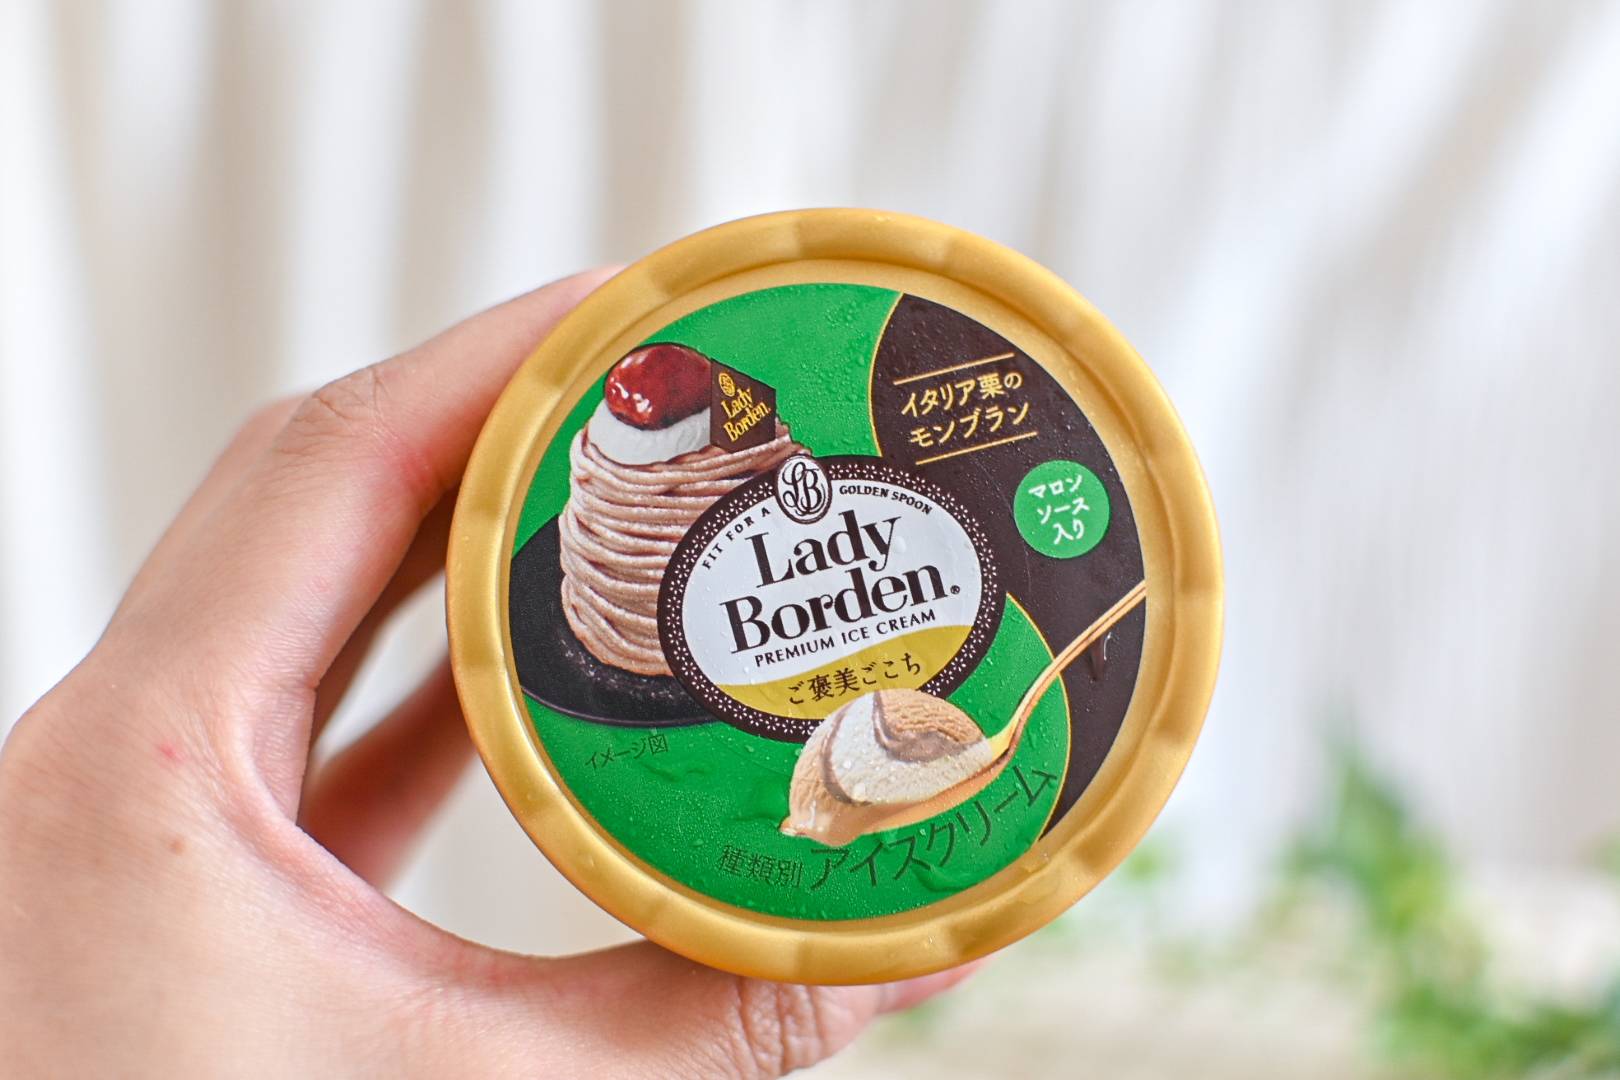 イタリア栗の
モンブラン
マロン
ソース
入り
Lady
Borden.
FIT FOR A
LB
GOLDEN SPOON
Lady
Borden®
PREMIUM ICE CREAM
ご褒美ごこち
イメージ図
種類別 アイスクリーム